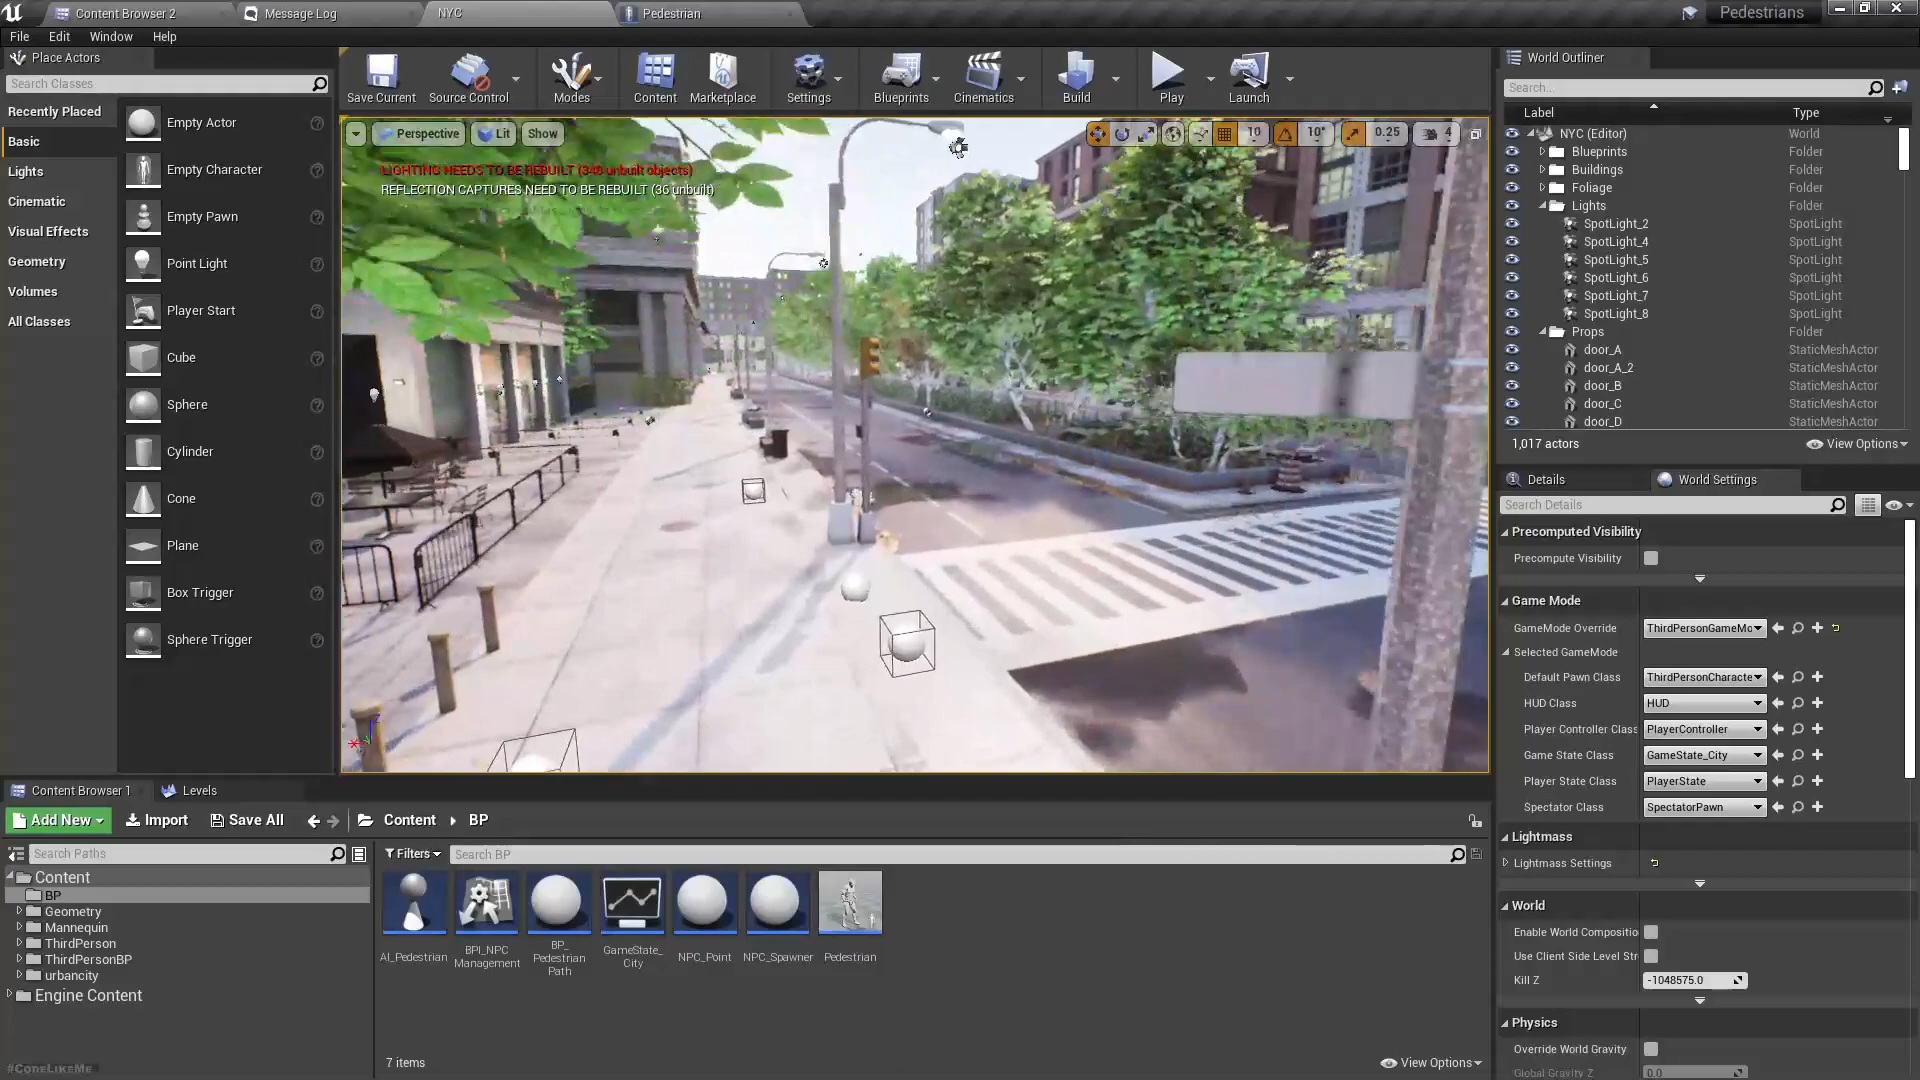 Content Browser 2
Message Log
NYC
Pedestrian
Pedestrians
File
Edit
Window
Help
Place Actors
Search Classes
Recently Placed
Basic
Lights
Cinematic
Visual Effects
Geometry
Volumes
All Classes
Empty Actor
Empty Character
Empty Pawn
Point Light
Player Start
Cube
Sphere
Cylinder
Cone
Plane
Box Trigger
Sphere Trigger
Save Current
Source Control
Modes
Content
Marketplace
Settings
Blueprints
Cinematics
Build
Play
Launch
Perspective
Lit
Show
10
10°
0.25
4
LIGHTING NEEDS TO BE REBUILT (348 unbuilt objects)
REFLECTION CAPTURES NEED TO BE REBUILT (36 unbuilt)
World Outliner
Search...
Label
Type
NYC (Editor) World
Blueprints Folder
Buildings Folder
Foliage Folder
Lights Folder
SpotLight_2 SpotLight
SpotLight_4 SpotLight
SpotLight_5 SpotLight
SpotLight_6 SpotLight
SpotLight_7 SpotLight
SpotLight_8 SpotLight
Props Folder
door_A StaticMeshActor
door_A_2 StaticMeshActor
door_B StaticMeshActor
door_C StaticMeshActor
door_D StaticMeshActor
1,017 actors
View Options
Details
World Settings
Search Details
Precomputed Visibility
Precompute Visibility
Game Mode
GameMode Override ThirdPersonGameMo
Selected GameMode
Default Pawn Class ThirdPersonCharacte
HUD Class HUD
Player Controller Class PlayerController
Game State Class GameState_City
Player State Class PlayerState
Spectator Class SpectatorPawn
Lightmass
Lightmass Settings
World
Enable World Compositio
Use Client Side Level Str
Kill Z -1048575.0
Physics
Override World Gravity
Global Gravity Z 0.0
Content Browser 1
Levels
Add New
Import
Save All
Content
BP
Search Paths
Filters
Search BP
Content
BP
Geometry
Mannequin
ThirdPerson
ThirdPersonBP
urbancity
Engine Content
AI_Pedestrian
BPI_NPC
Management
BP_
Pedestrian
Path
GameState_
City
NPC_Point
NPC_Spawner
Pedestrian
7 items
View Options
#CodeLikeMe